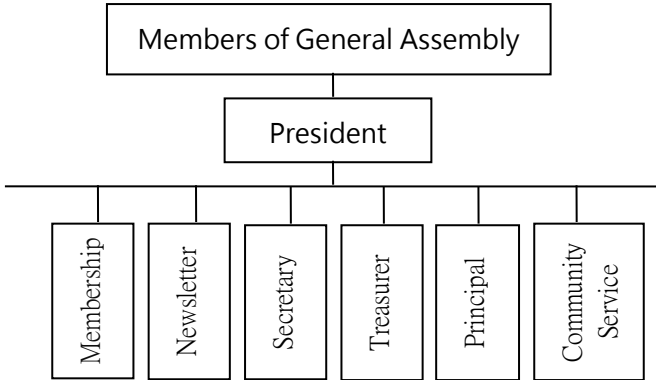 Members of General Assembly
President
Membership
Newsletter
Secretary
Treasurer
Principal
Community
Service